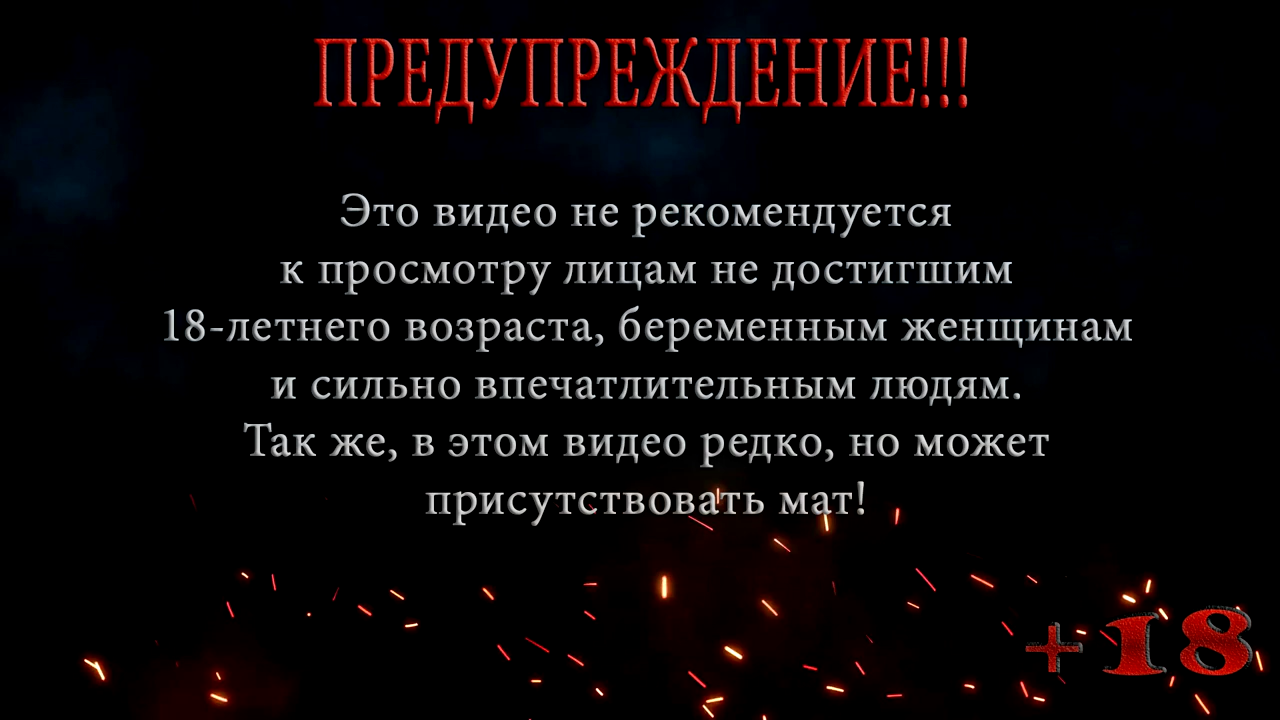 ПРЕДУПРЕЖДЕНИЕ!!!
Это видео не рекомендуется
к просмотру лицам не достигшим
18-летнего возраста, беременным женщинам
и сильно впечатлительным людям.
Так же, в этом видео редко, но может
присутствовать мат!
+18